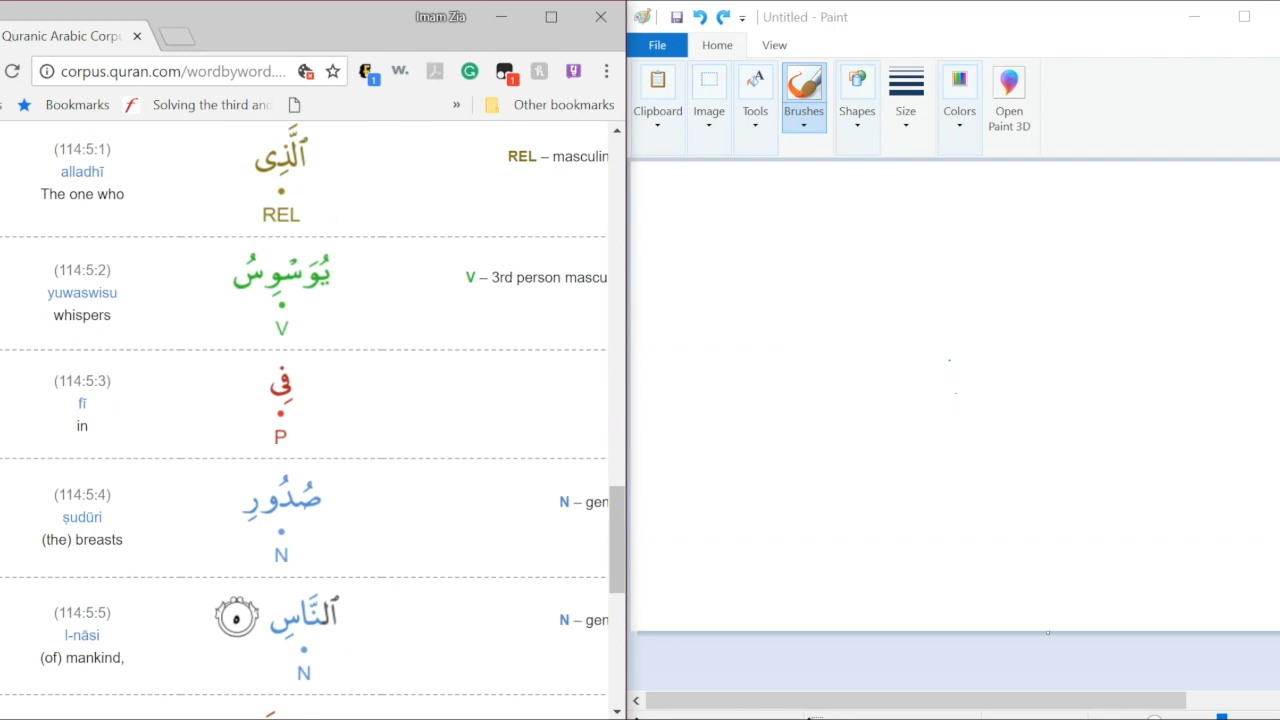 Imam Zia
Quranic Arabic Corpu
corpus.quran.com/wordbyword....
1
w.
1
s
Bookmarks
Solving the third and
»
Other bookmarks
(114:5:1)
alladhī
The one who
ٱلَّذِى
REL
REL – masculin
(114:5:2)
yuwaswisu
whispers
يُوَسْوِسُ
V
V – 3rd person mascu
(114:5:3)
fī
in
فِى
P
(114:5:4)
ṣudūri
(the) breasts
صُدُورِ
N
N – gen
(114:5:5)
l-nāsi
(of) mankind,
ٱلنَّاسِ ٥
N
N – gen
Untitled - Paint
File
Home
View
Clipboard
Image
Tools
Brushes
Shapes
Size
Colors
Open
Paint 3D